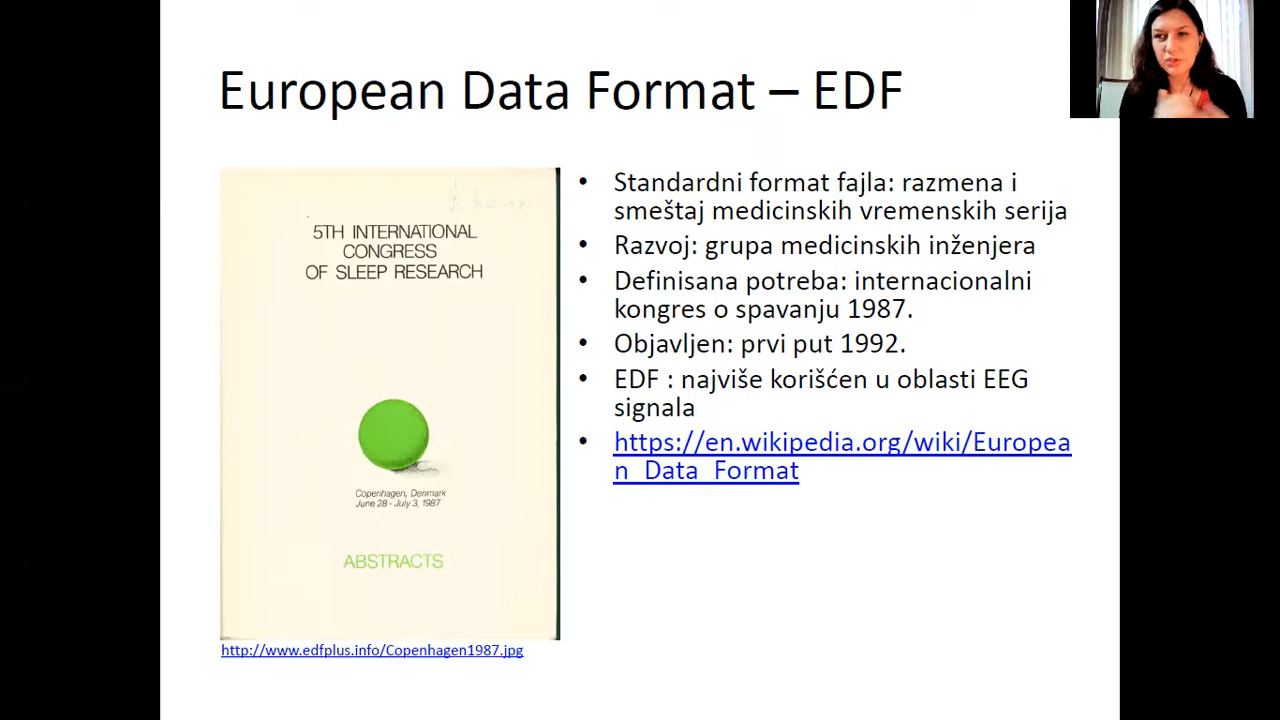 European Data Format – EDF
5TH INTERNATIONAL
CONGRESS
OF SLEEP RESEARCH
Copenhagen, Denmark
June 28 - July 3, 1987
ABSTRACTS
http://www.edfplus.info/Copenhagen1987.jpg
• Standardni format fajla: razmena i
smeštaj medicinskih vremenskih serija
• Razvoj: grupa medicinskih inženjera
• Definisana potreba: internacionalni
kongres o spavanju 1987.
• Objavljen: prvi put 1992.
• EDF : najviše korišćen u oblasti EEG
signala
• https://en.wikipedia.org/wiki/Europea
n_Data_Format